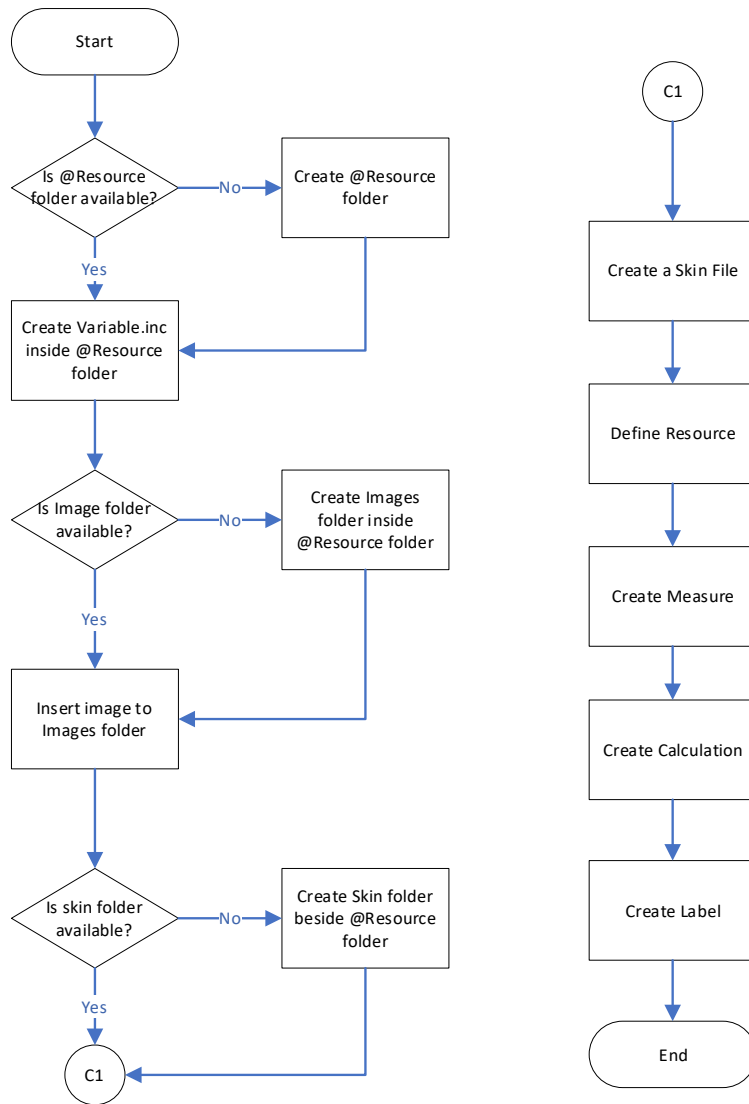 Start
Is @Resource
folder available?
No
Create @Resource
folder
Yes
Create Variable.inc
inside @Resource
folder
Is Image folder
available?
No
Create Images
folder inside
@Resource folder
Yes
Insert image to
Images folder
Is skin folder
available?
No
Create Skin folder
beside @Resource
folder
Yes
C1
C1
Create a Skin File
Define Resource
Create Measure
Create Calculation
Create Label
End